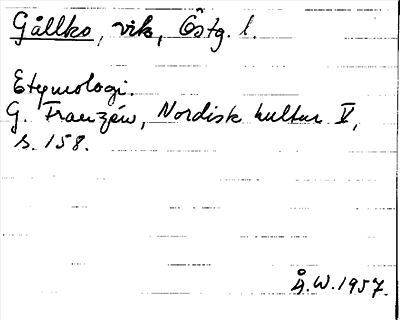 Gållko, vik, Östg. l.
Etymologi.
G. Franzén, Nordisk kultur V,
s. 158.
Å.W. 1957.